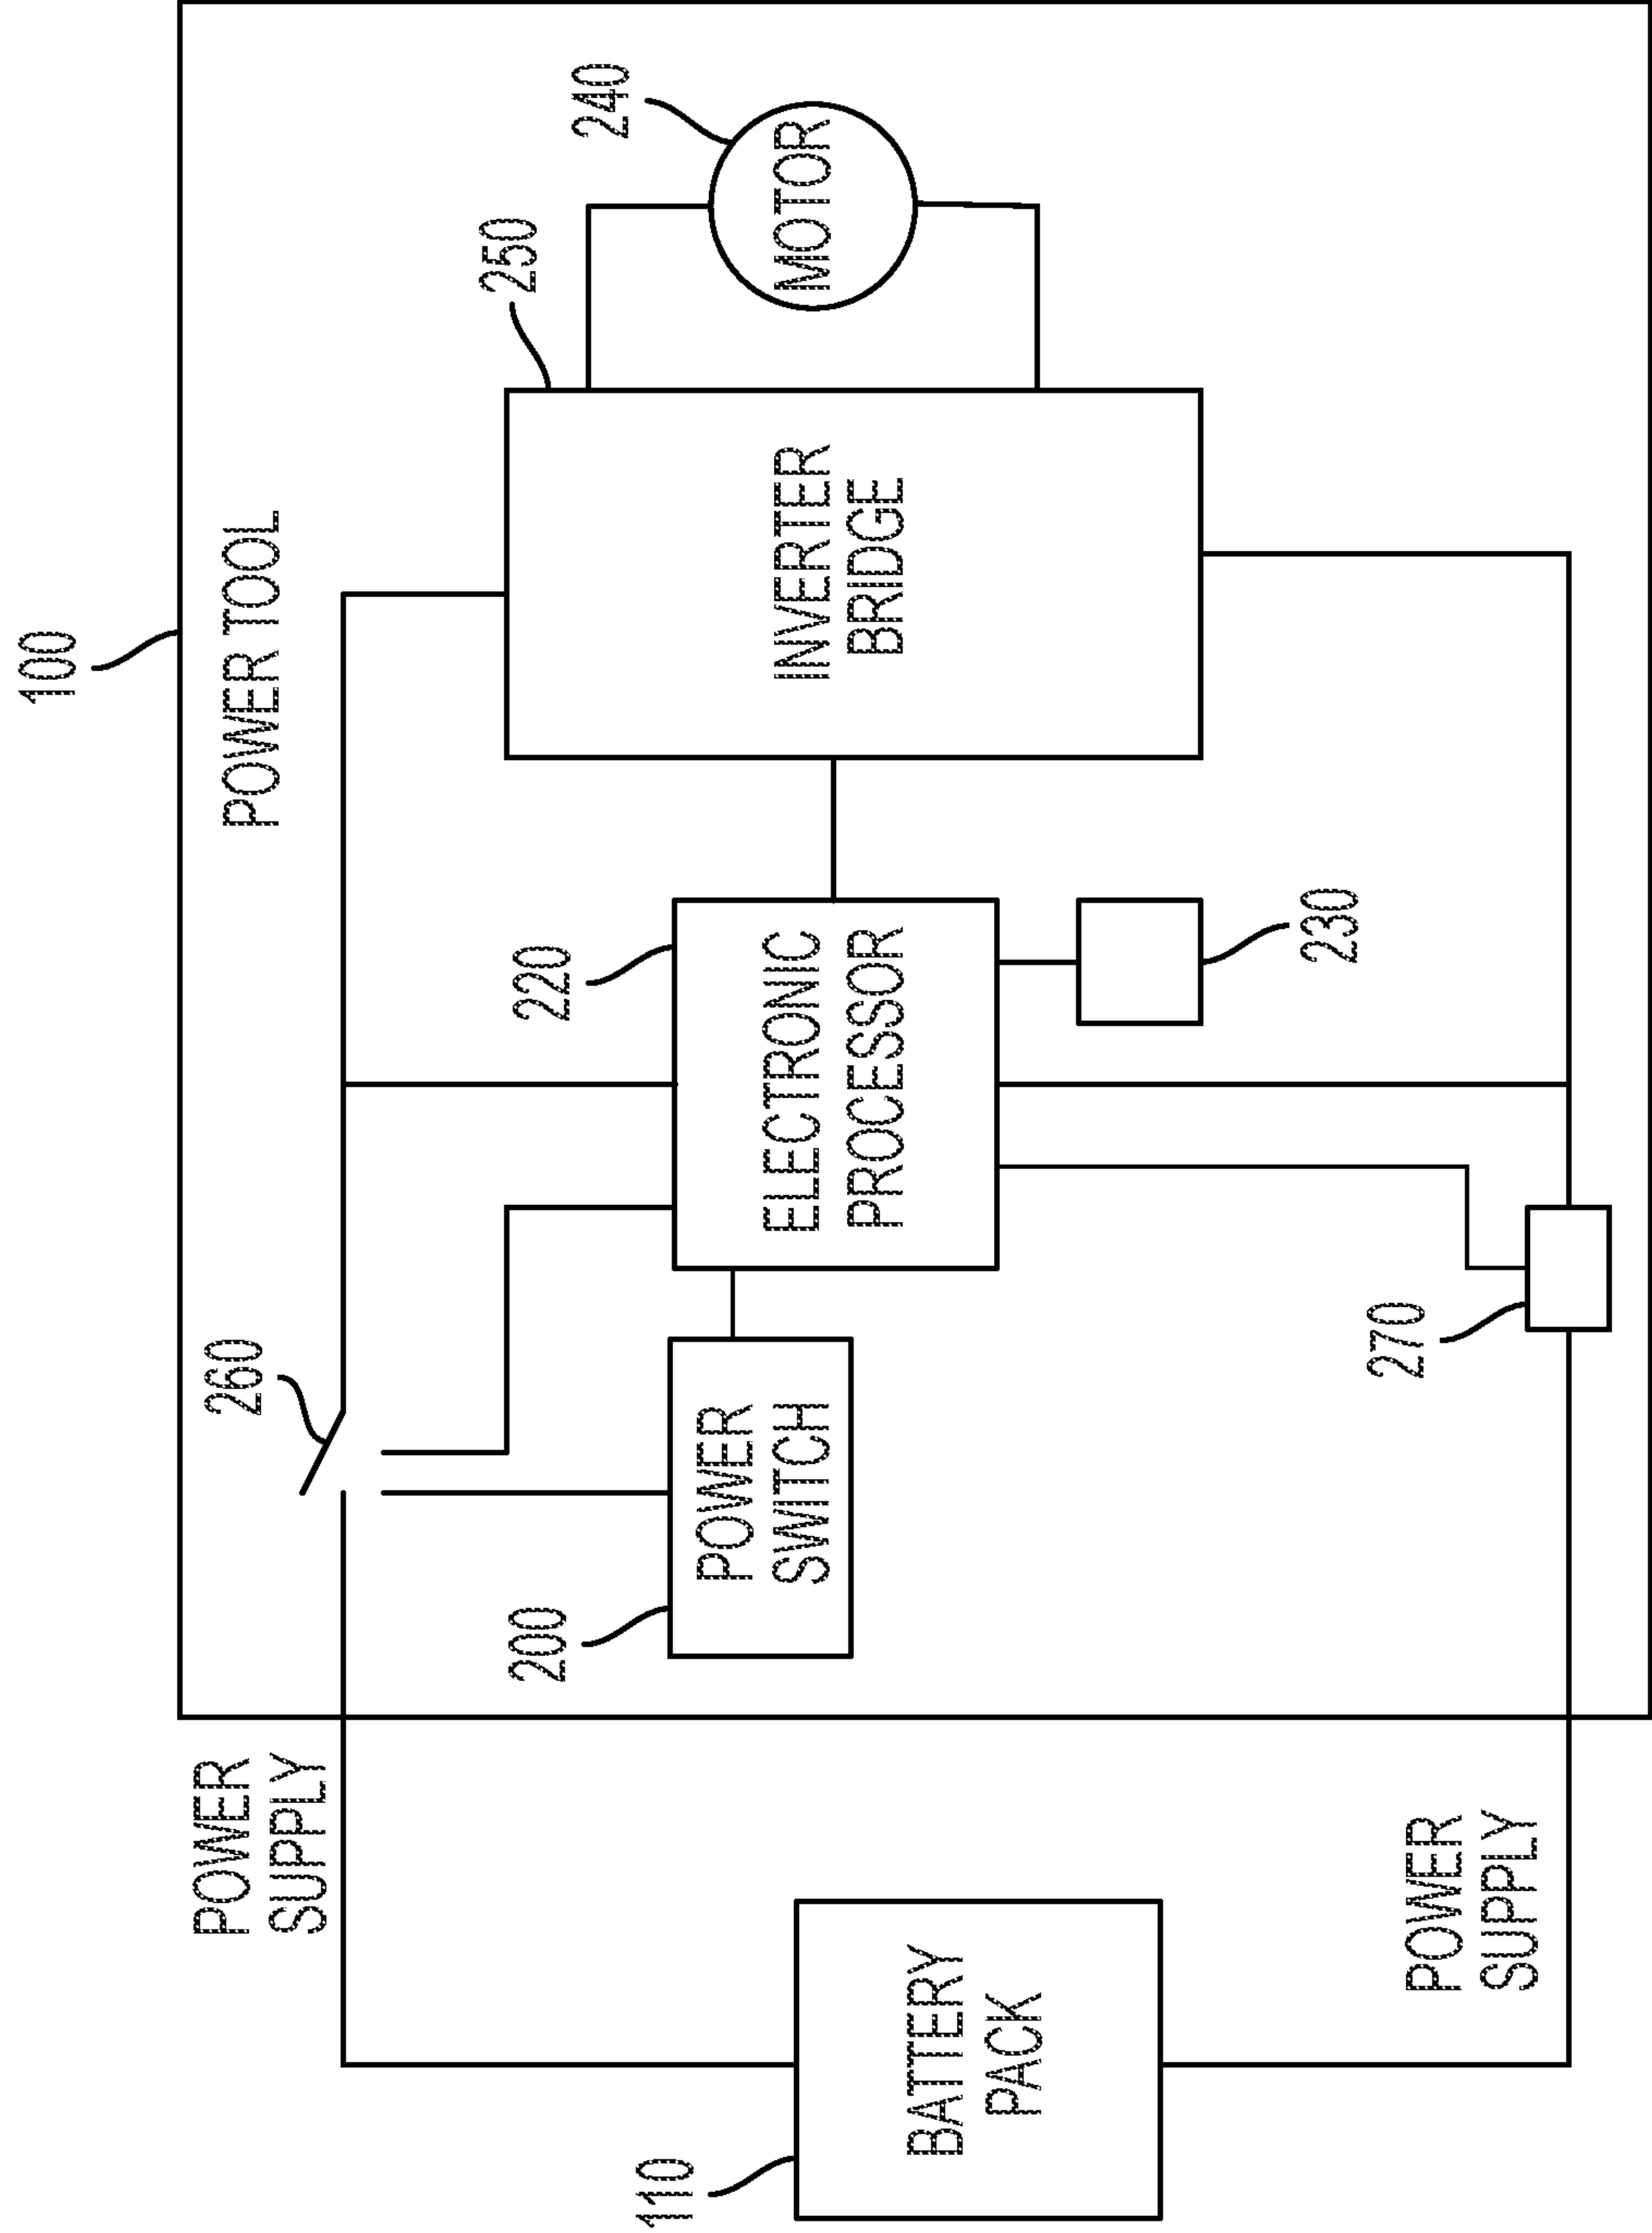 100
POWER TOOL
POWER
SUPPLY
260
110
BATTERY
PACK
200
POWER
SWITCH
220
ELECTRONIC
PROCESSOR
250
INVERTER
BRIDGE
240
MOTOR
230
270
POWER
SUPPLY